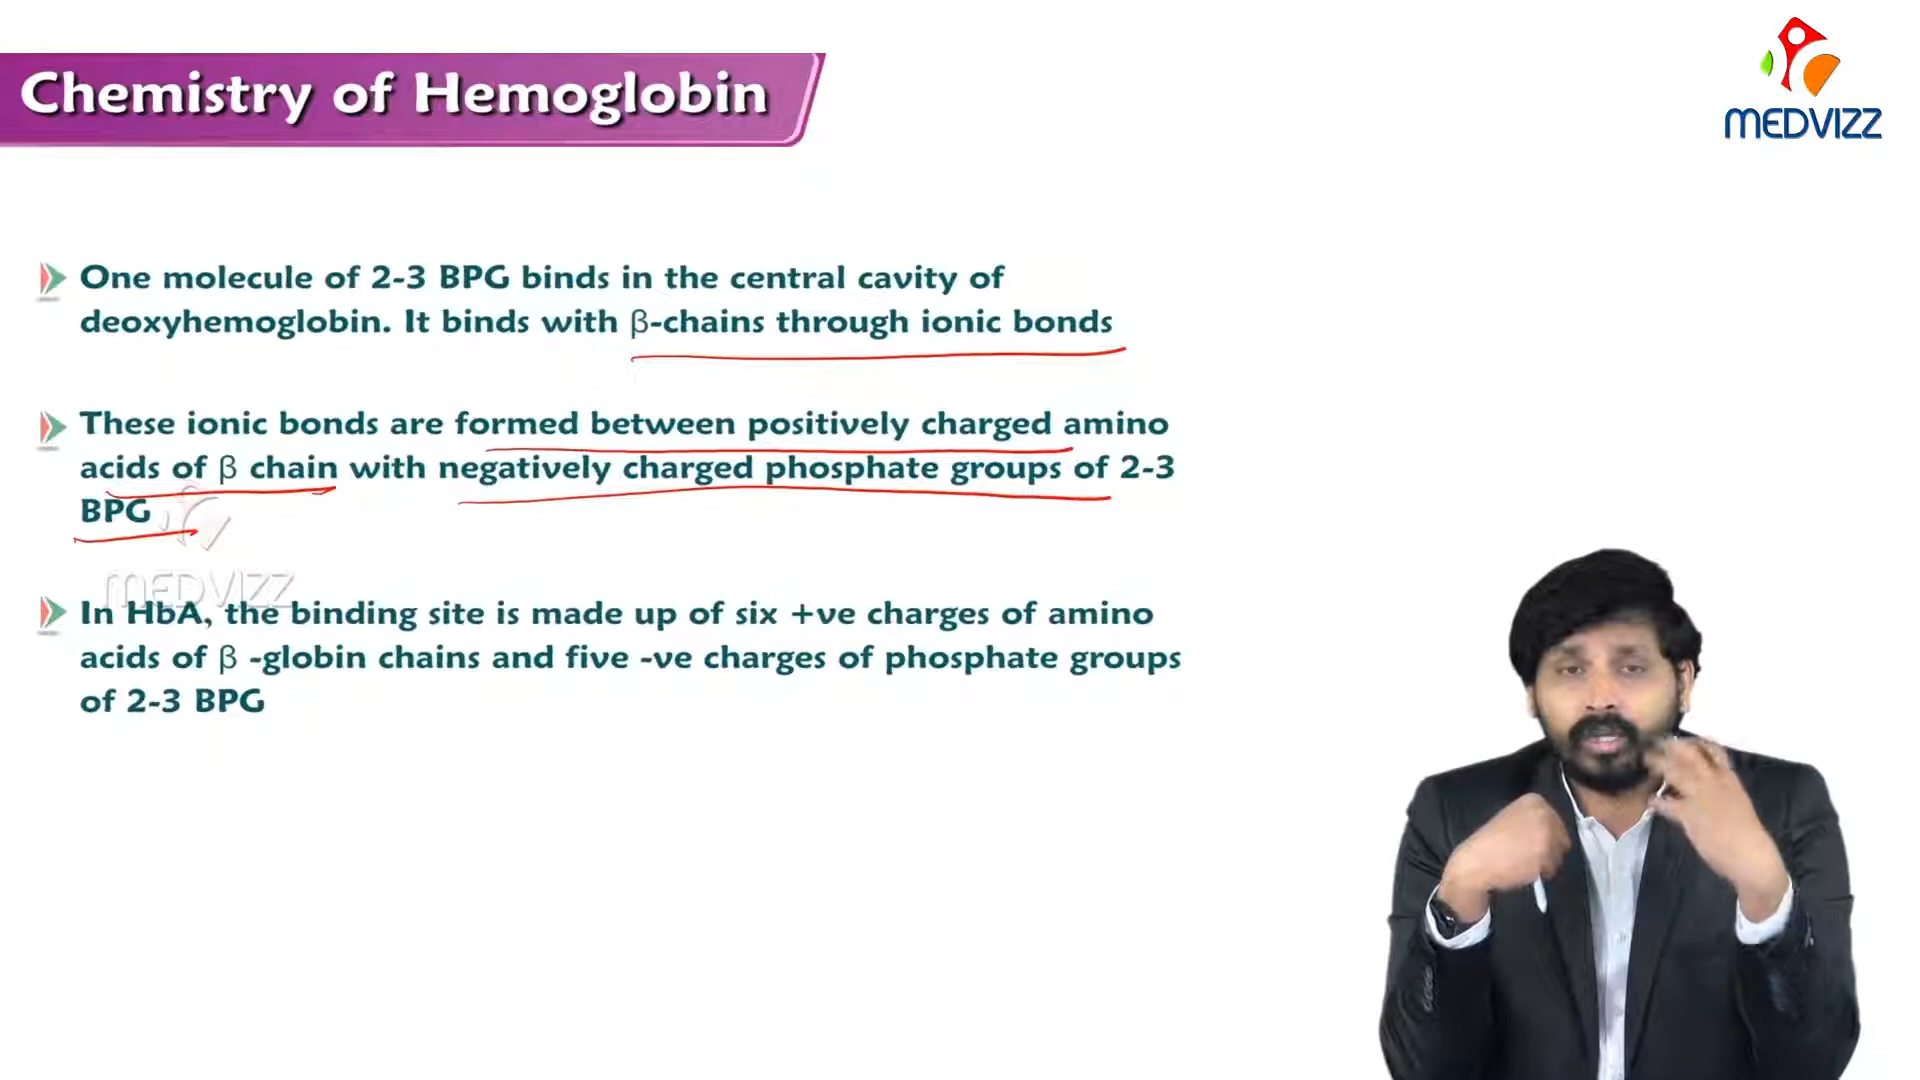 Chemistry of Hemoglobin
MEDVIZZ
One molecule of 2-3 BPG binds in the central cavity of
deoxyhemoglobin. It binds with β-chains through ionic bonds
These ionic bonds are formed between positively charged amino
acids of β chain with negatively charged phosphate groups of 2-3
BPG
MEDVIZZ
In HbA, the binding site is made up of six +ve charges of amino
acids of β -globin chains and five -ve charges of phosphate groups
of 2-3 BPG